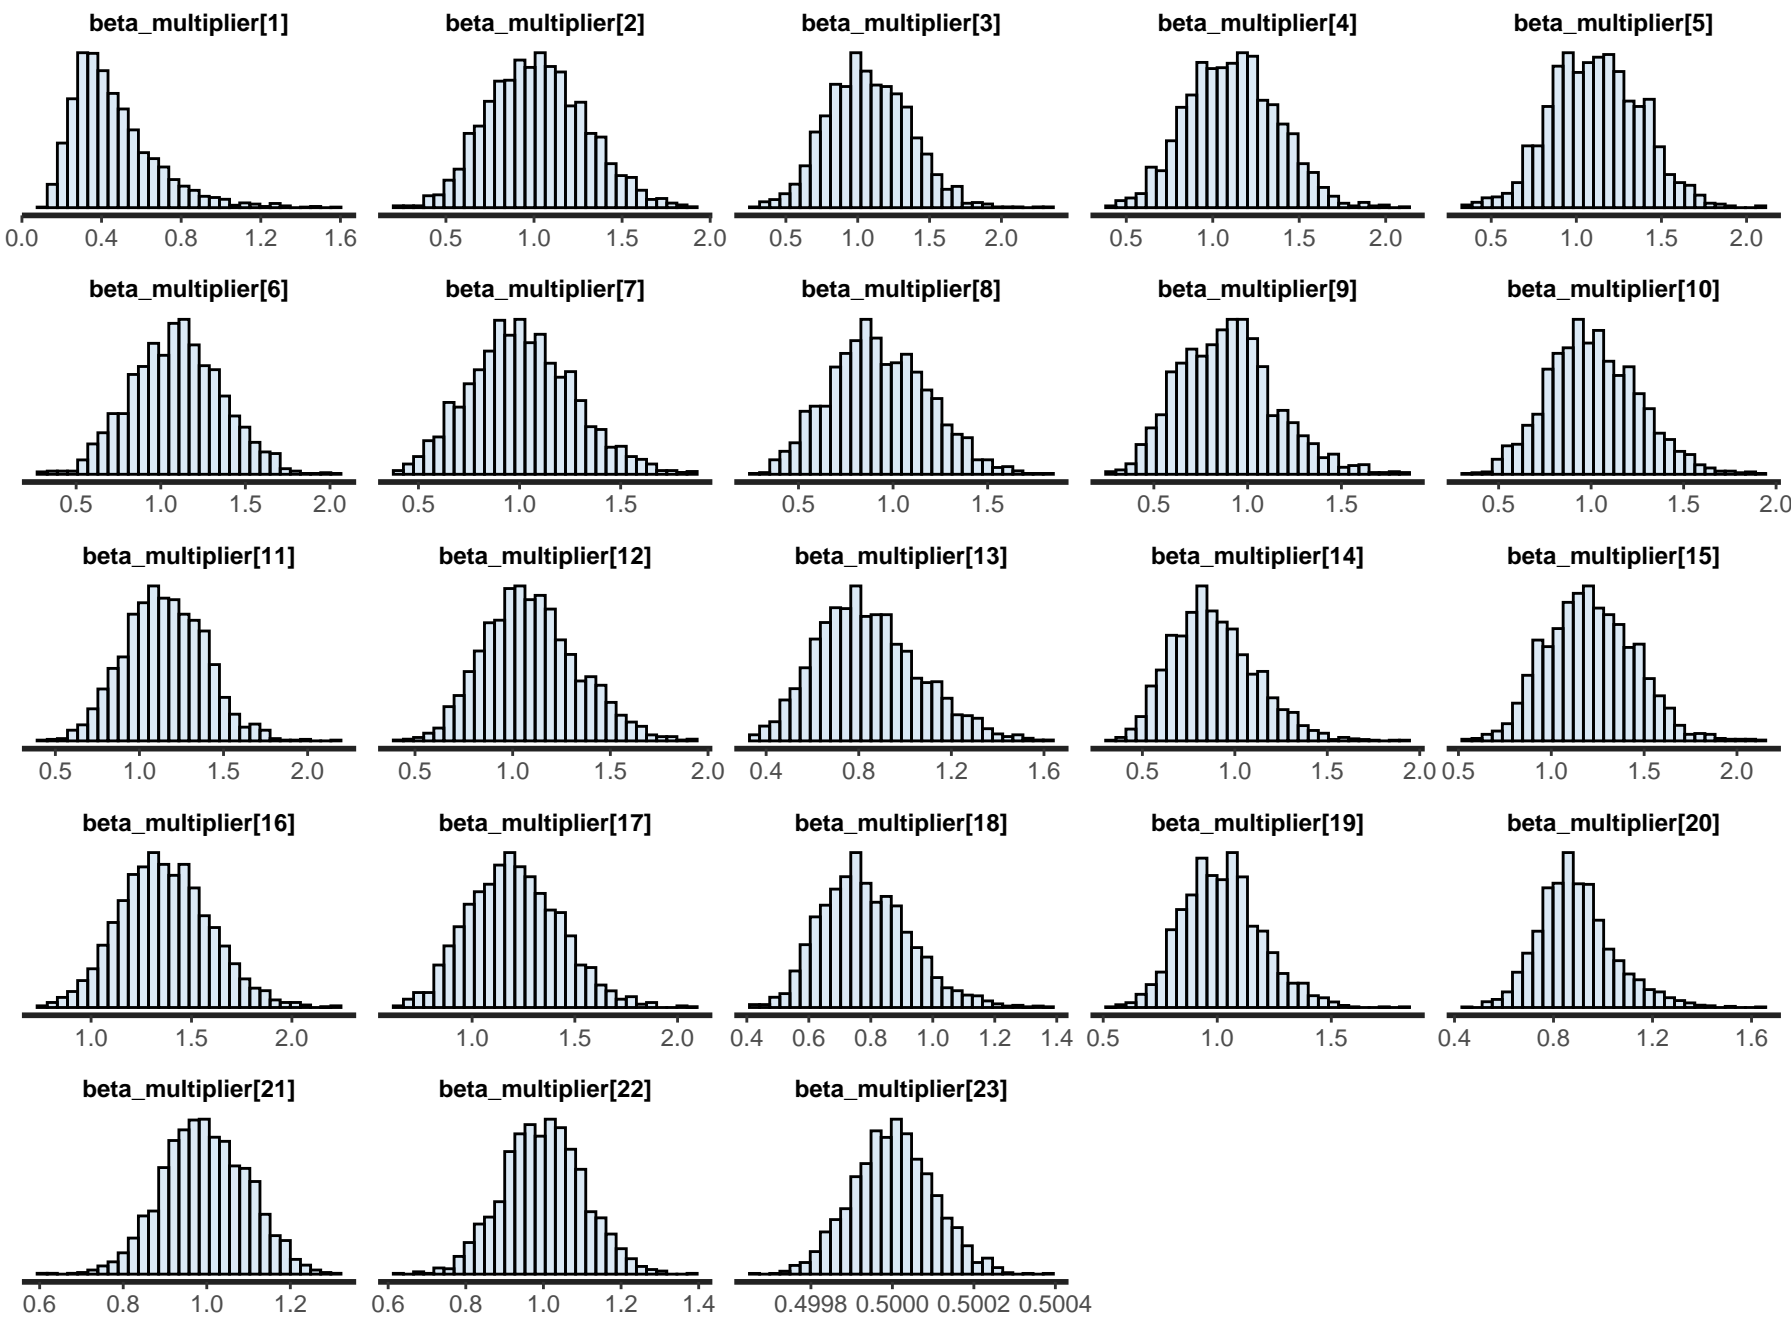 beta_multiplier[1] beta_multiplier[2] beta_multiplier[3] beta_multiplier[4] beta_multiplier[5]
0.0 0.4 0.8 1.2 1.6 0.5 1.0 1.5 2.0 0.5 1.0 1.5 2.0 0.5 1.0 1.5 2.0 0.5 1.0 1.5 2.0
beta_multiplier[6] beta_multiplier[7] beta_multiplier[8] beta_multiplier[9] beta_multiplier[10]
0.5 1.0 1.5 2.0 0.5 1.0 1.5 0.5 1.0 1.5 0.5 1.0 1.5 0.5 1.0 1.5 2.0
beta_multiplier[11] beta_multiplier[12] beta_multiplier[13] beta_multiplier[14] beta_multiplier[15]
0.5 1.0 1.5 2.0 0.5 1.0 1.5 2.0 0.4 0.8 1.2 1.6 0.5 1.0 1.5 2.0 0.5 1.0 1.5 2.0
beta_multiplier[16] beta_multiplier[17] beta_multiplier[18] beta_multiplier[19] beta_multiplier[20]
1.0 1.5 2.0 1.0 1.5 2.0 0.4 0.6 0.8 1.0 1.2 1.4 0.5 1.0 1.5 0.4 0.8 1.2 1.6
beta_multiplier[21] beta_multiplier[22] beta_multiplier[23]
0.6 0.8 1.0 1.2 0.6 0.8 1.0 1.2 1.4 0.4998 0.5000 0.5002 0.5004